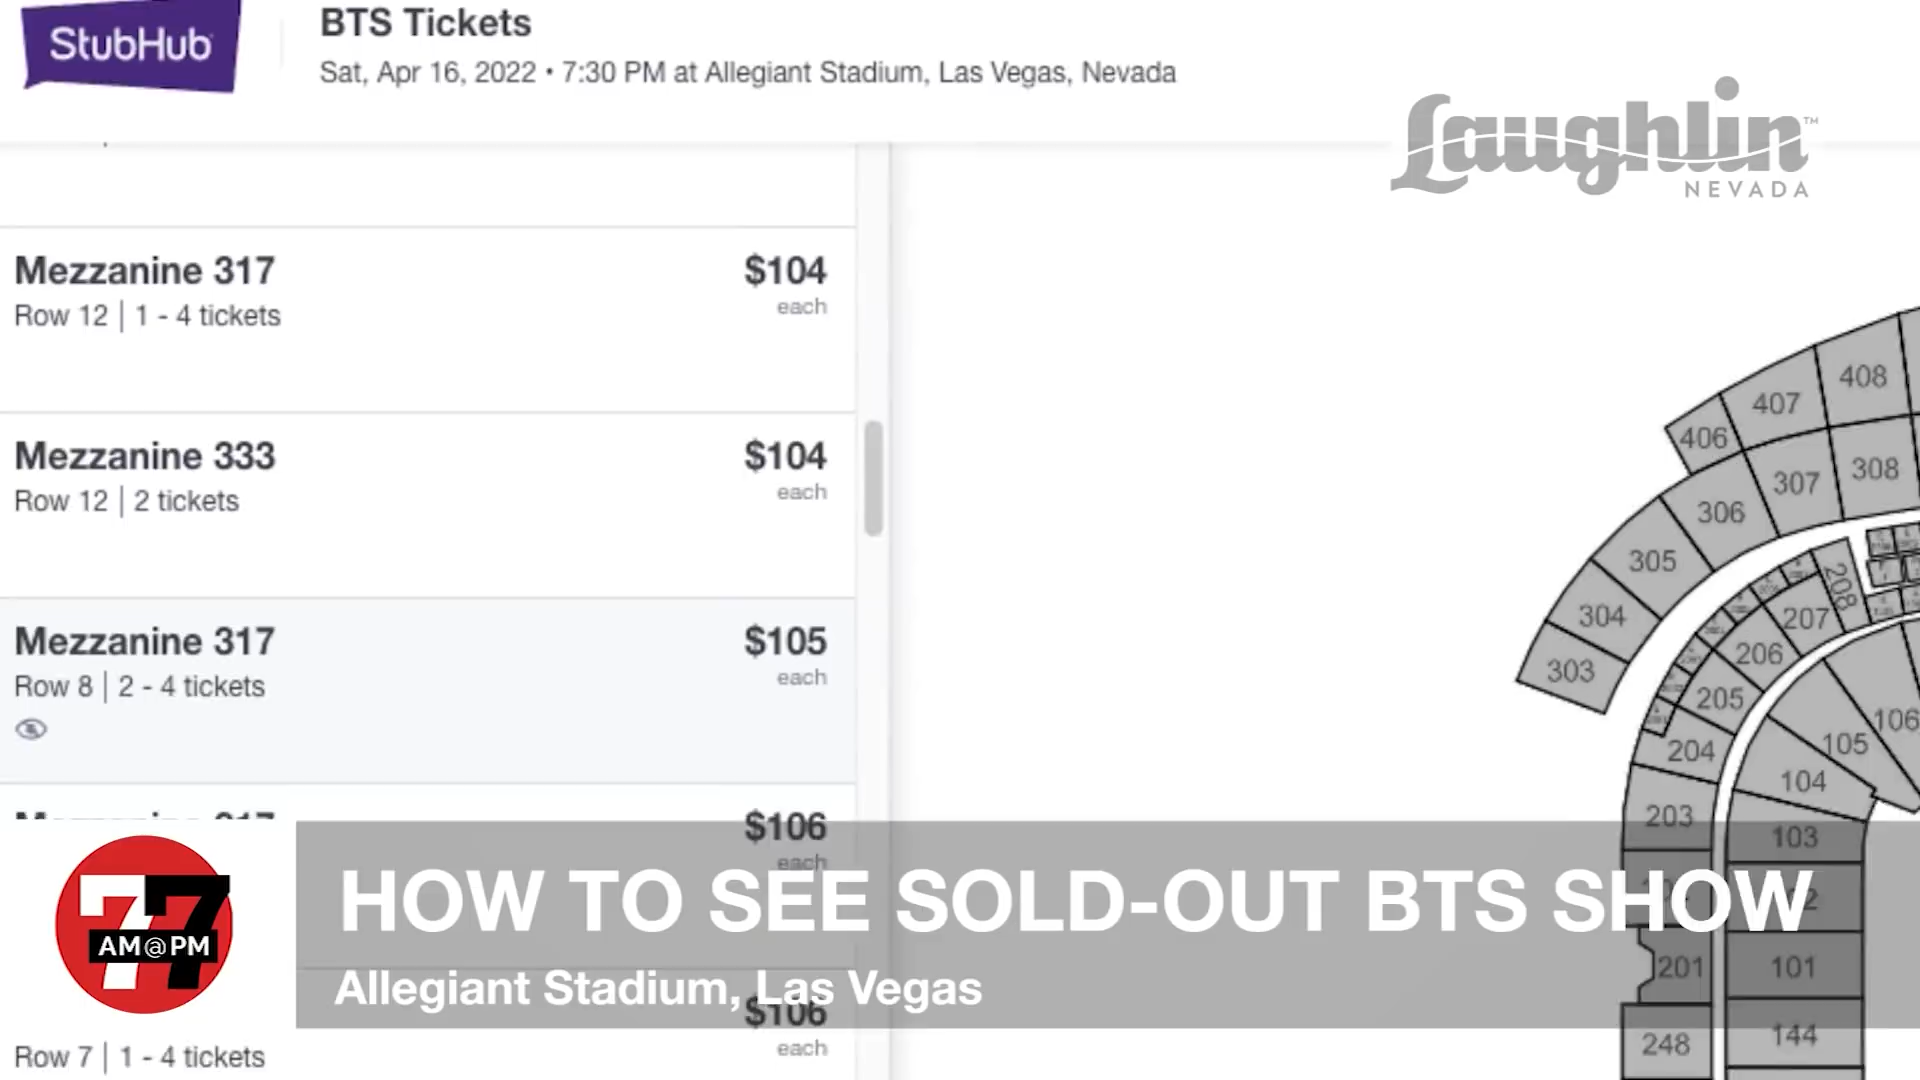 StubHub
BTS Tickets
Sat, Apr 16, 2022 • 7:30 PM at Allegiant Stadium, Las Vegas, Nevada
Laughlin™
NEVADA
Mezzanine 317
$104
Row 12 | 1 - 4 tickets
each
Mezzanine 333
$104
Row 12 | 2 tickets
each
Mezzanine 317
$105
Row 8 | 2 - 4 tickets
each
$106
each
$106
Row 7 | 1 - 4 tickets
each
408
407
406
308
307
306
305
304
303
208
207
206
205
204
203
201
248
106
105
104
103
101
144
77
AM@PM
HOW TO SEE SOLD-OUT BTS SHOW
Allegiant Stadium, Las Vegas